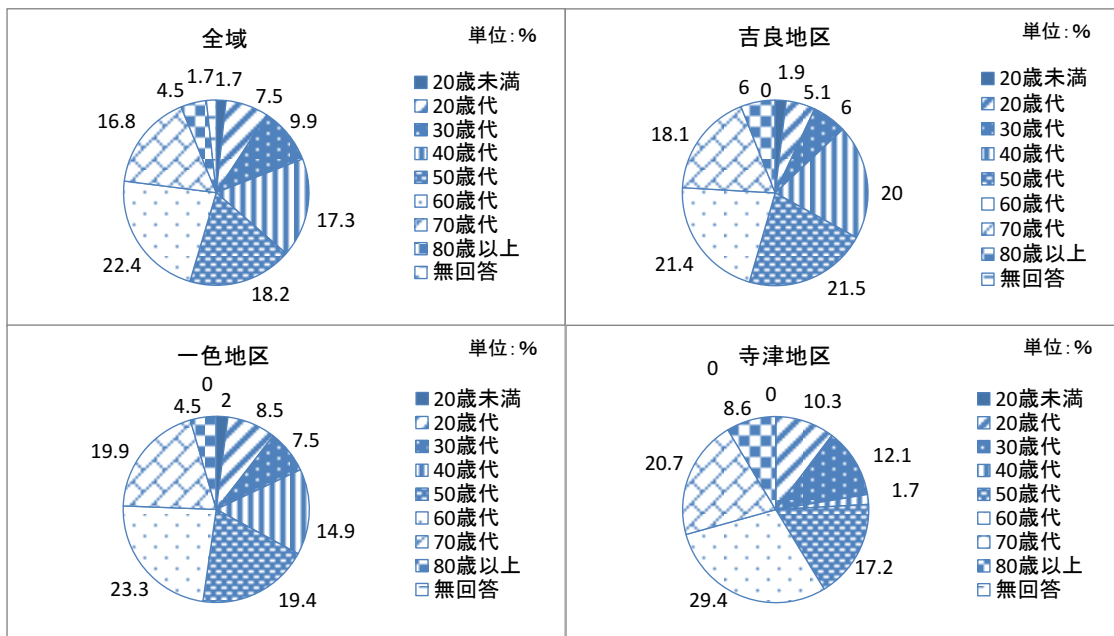 全域
単位：%
1.7
1.7
7.5
9.9
17.3
18.2
22.4
16.8
4.5
20歳未満
20歳代
30歳代
40歳代
50歳代
60歳代
70歳代
80歳以上
無回答
吉良地区
単位：%
0
1.9
5.1
6
20
21.5
21.4
18.1
6
20歳未満
20歳代
30歳代
40歳代
50歳代
60歳代
70歳代
80歳以上
無回答
一色地区
単位：%
0
2
8.5
7.5
14.9
19.4
23.3
19.9
4.5
20歳未満
20歳代
30歳代
40歳代
50歳代
60歳代
70歳代
80歳以上
無回答
寺津地区
単位：%
0
0
10.3
12.1
1.7
17.2
29.4
20.7
8.6
20歳未満
20歳代
30歳代
40歳代
50歳代
60歳代
70歳代
80歳以上
無回答